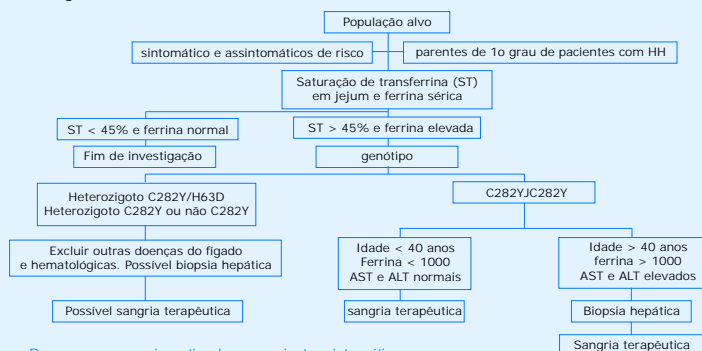 População alvo
sintomático e assintomáticos de risco
parentes de 1o grau de pacientes com HH
Saturação de transferrina (ST)
em jejum e ferrina sérica
ST < 45% e ferrina normal
ST > 45% e ferrina elevada
Fim de investigação
genótipo
Heterozigoto C282Y/H63D
Heterozigoto C282Y ou não C282Y
C282YJC282Y
Excluir outras doenças do fígado
e hematológicas. Possível biopsia hepática
Idade < 40 anos
Ferrina < 1000
AST e ALT normais
Idade > 40 anos
ferrina > 1000
AST e ALT elevados
Possível sangria terapêutica
sangria terapêutica
Biopsia hepática
Sangria terapêutica